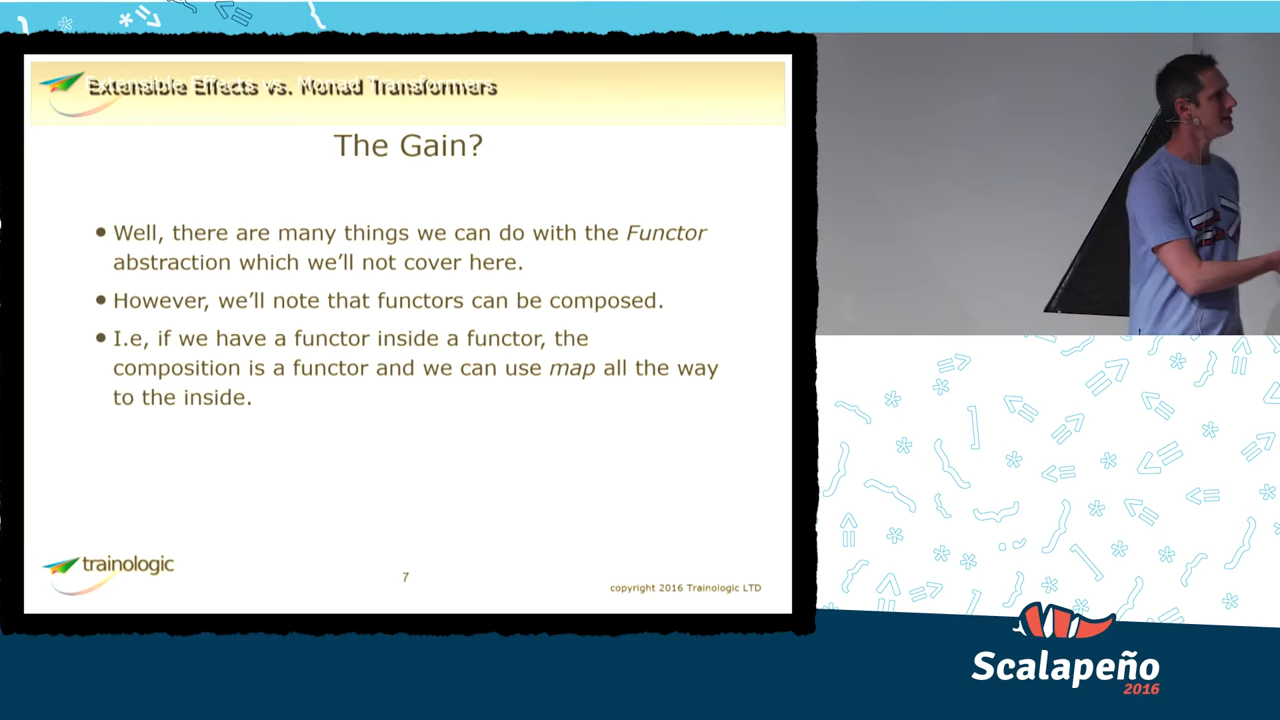 Extensible Effects vs. Monad Transformers
The Gain?
• Well, there are many things we can do with the Functor
abstraction which we'll not cover here.
• However, we'll note that functors can be composed.
• I.e, if we have a functor inside a functor, the
composition is a functor and we can use map all the way
to the inside.
trainologic
7
copyright 2016 Trainologic LTD
Scalapeño
2016